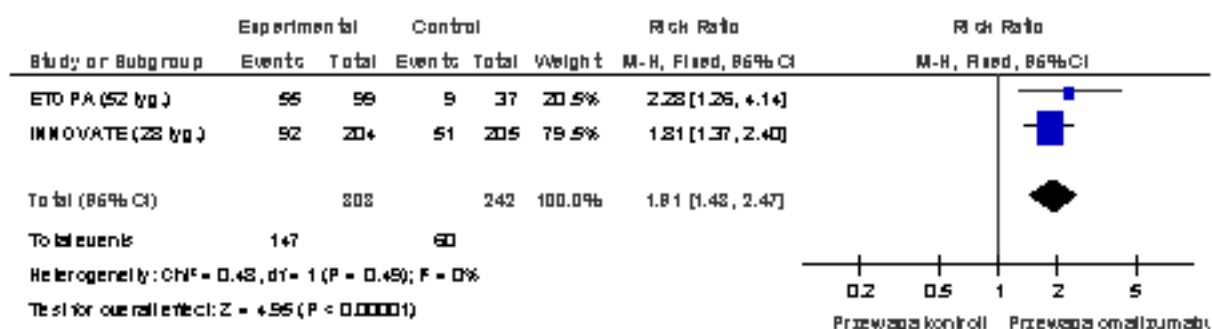 Experimental Control Risk Ratio Risk Ratio
Study or Subgroup Events Total Events Total Weight M-H, Fixed, 95% CI M-H, Fixed, 95% CI
ETOPA (52 tyg.) 55 99 9 37 20.5% 2.28 [1.26, 4.14]
INNOVATE (28 tyg.) 92 204 51 205 79.5% 1.81 [1.37, 2.40]
Total (95% CI) 303 242 100.0% 1.91 [1.48, 2.47]
Total events 147 60
Heterogeneity: Chi² = 0.48, df = 1 (P = 0.49); I² = 0%
Test for overall effect: Z = 4.95 (P < 0.00001)
0.2 0.5 1 2 5
Przewaga kontroli Przewaga omalizumabu